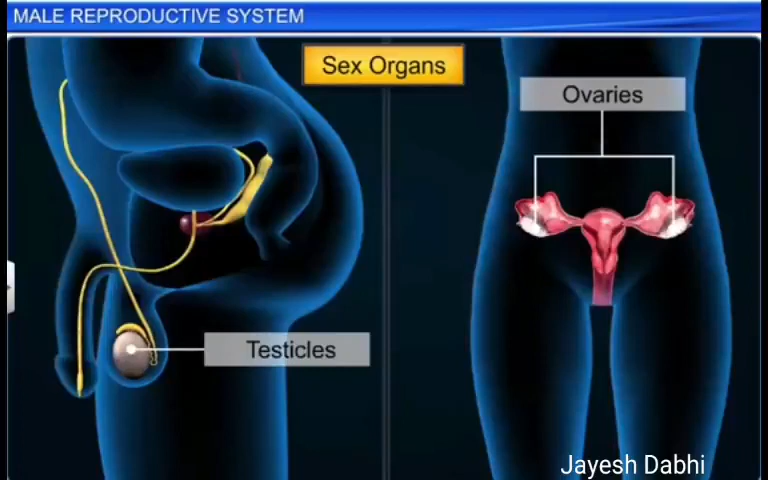 MALE REPRODUCTIVE SYSTEM
Sex Organs
Ovaries
Testicles
Jayesh Dabhi